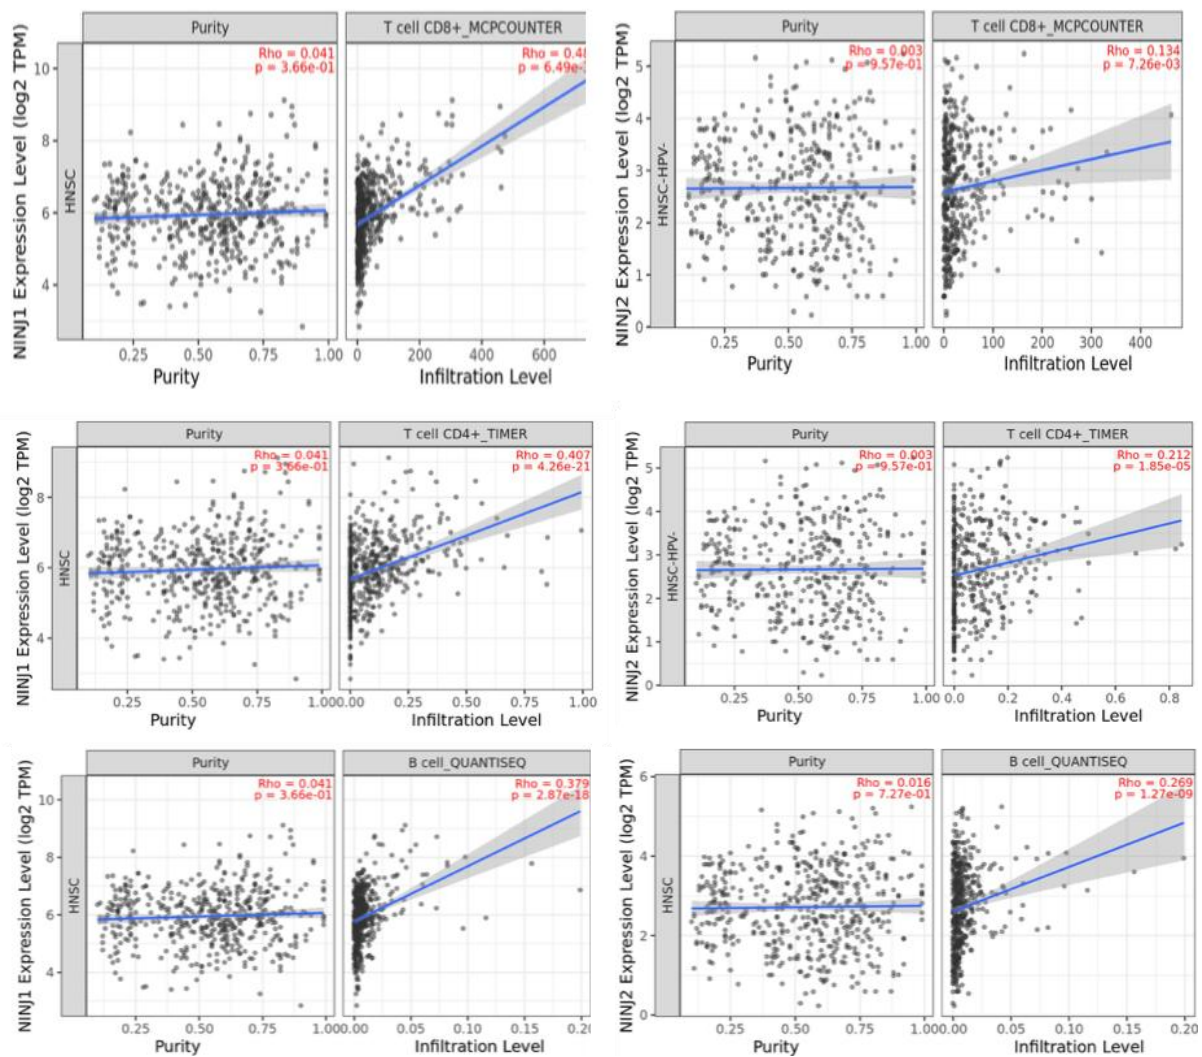 Purity
T cell CD8+_MCPCOUNTER
NINJ1 Expression Level (log2 TPM)
HNSC
10
8
6
4
Rho = 0.041
p = 3.66e-01
Rho = 0.48
p = 6.49e-
0.25 0.50 0.75 1.00
0 200 400 600
Purity
Infiltration Level
Purity
T cell CD8+_MCPCOUNTER
NINJ2 Expression Level (log2 TPM)
HNSC-HPV-
5
4
3
2
1
0
Rho = 0.003
p = 9.57e-01
Rho = 0.134
p = 7.26e-03
0.25 0.50 0.75 1.00
0 100 200 300 400
Purity
Infiltration Level
Purity
T cell CD4+_TIMER
NINJ1 Expression Level (log2 TPM)
HNSC
8
6
4
Rho = 0.041
p = 3.66e-01
Rho = 0.407
p = 4.26e-21
0.25 0.50 0.75 1.00
0.00 0.25 0.50 0.75 1.00
Purity
Infiltration Level
Purity
T cell CD4+_TIMER
NINJ2 Expression Level (log2 TPM)
HNSC-HPV-
5
4
3
2
1
0
Rho = 0.003
p = 9.57e-01
Rho = 0.212
p = 1.85e-05
0.25 0.50 0.75 1.00
0.0 0.2 0.4 0.6 0.8
Purity
Infiltration Level
Purity
B cell_QUANTISEQ
NINJ1 Expression Level (log2 TPM)
HNSC
10
8
6
4
Rho = 0.041
p = 3.66e-01
Rho = 0.379
p = 2.87e-18
0.25 0.50 0.75 1.00
0.00 0.05 0.10 0.15 0.20
Purity
Infiltration Level
Purity
B cell_QUANTISEQ
NINJ2 Expression Level (log2 TPM)
HNSC
6
4
2
0
Rho = 0.016
p = 7.27e-01
Rho = 0.269
p = 1.27e-09
0.25 0.50 0.75 1.00
0.00 0.05 0.10 0.15 0.20
Purity
Infiltration Level